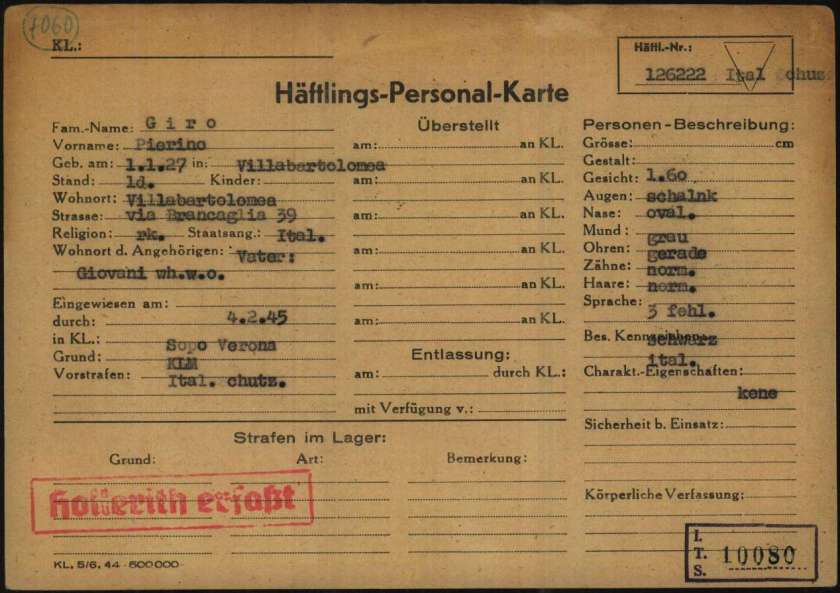 7060
KL.:
Häftl.-Nr.:
126222 Ital Schuz
Häftlings-Personal-Karte
Fam.-Name: Giro
Vorname: Pierino
Geb. am: 1.1.27 in: Villabartolomea
Stand: ld. Kinder:
Wohnort: Villabartolomea
Strasse: via Brancaglia 39
Religion: rk. Staatsang.: Ital.
Wohnort d. Angehörigen: Vater:
Giovani wh.w.o.
Eingewiesen am:
durch: 4.2.45
in KL.: Sopo Verona
Grund: KLM
Vorstrafen: Ital. chutz.
Überstellt
am: an KL.
am: an KL.
am: an KL.
am: an KL.
am: an KL.
am: an KL.
Entlassung:
am: durch KL.:
mit Verfügung v.:
Personen-Beschreibung:
Grösse: cm
Gestalt:
Gesicht: 1.60
Augen: schalnk
Nase: oval.
Mund: grau
Ohren: gerade
Zähne: norm.
Haare: norm.
Sprache: 3 fehl.
Bes. Kennzeichen: schwarz
ital.
Charakt.-Eigenschaften:
kene
Sicherheit b. Einsatz:
Körperliche Verfassung:
Strafen im Lager:
Grund: Art: Bemerkung:
Hollerith erfaßt
I.
T. 10080
S.
KL, 5/6, 44 - 500000